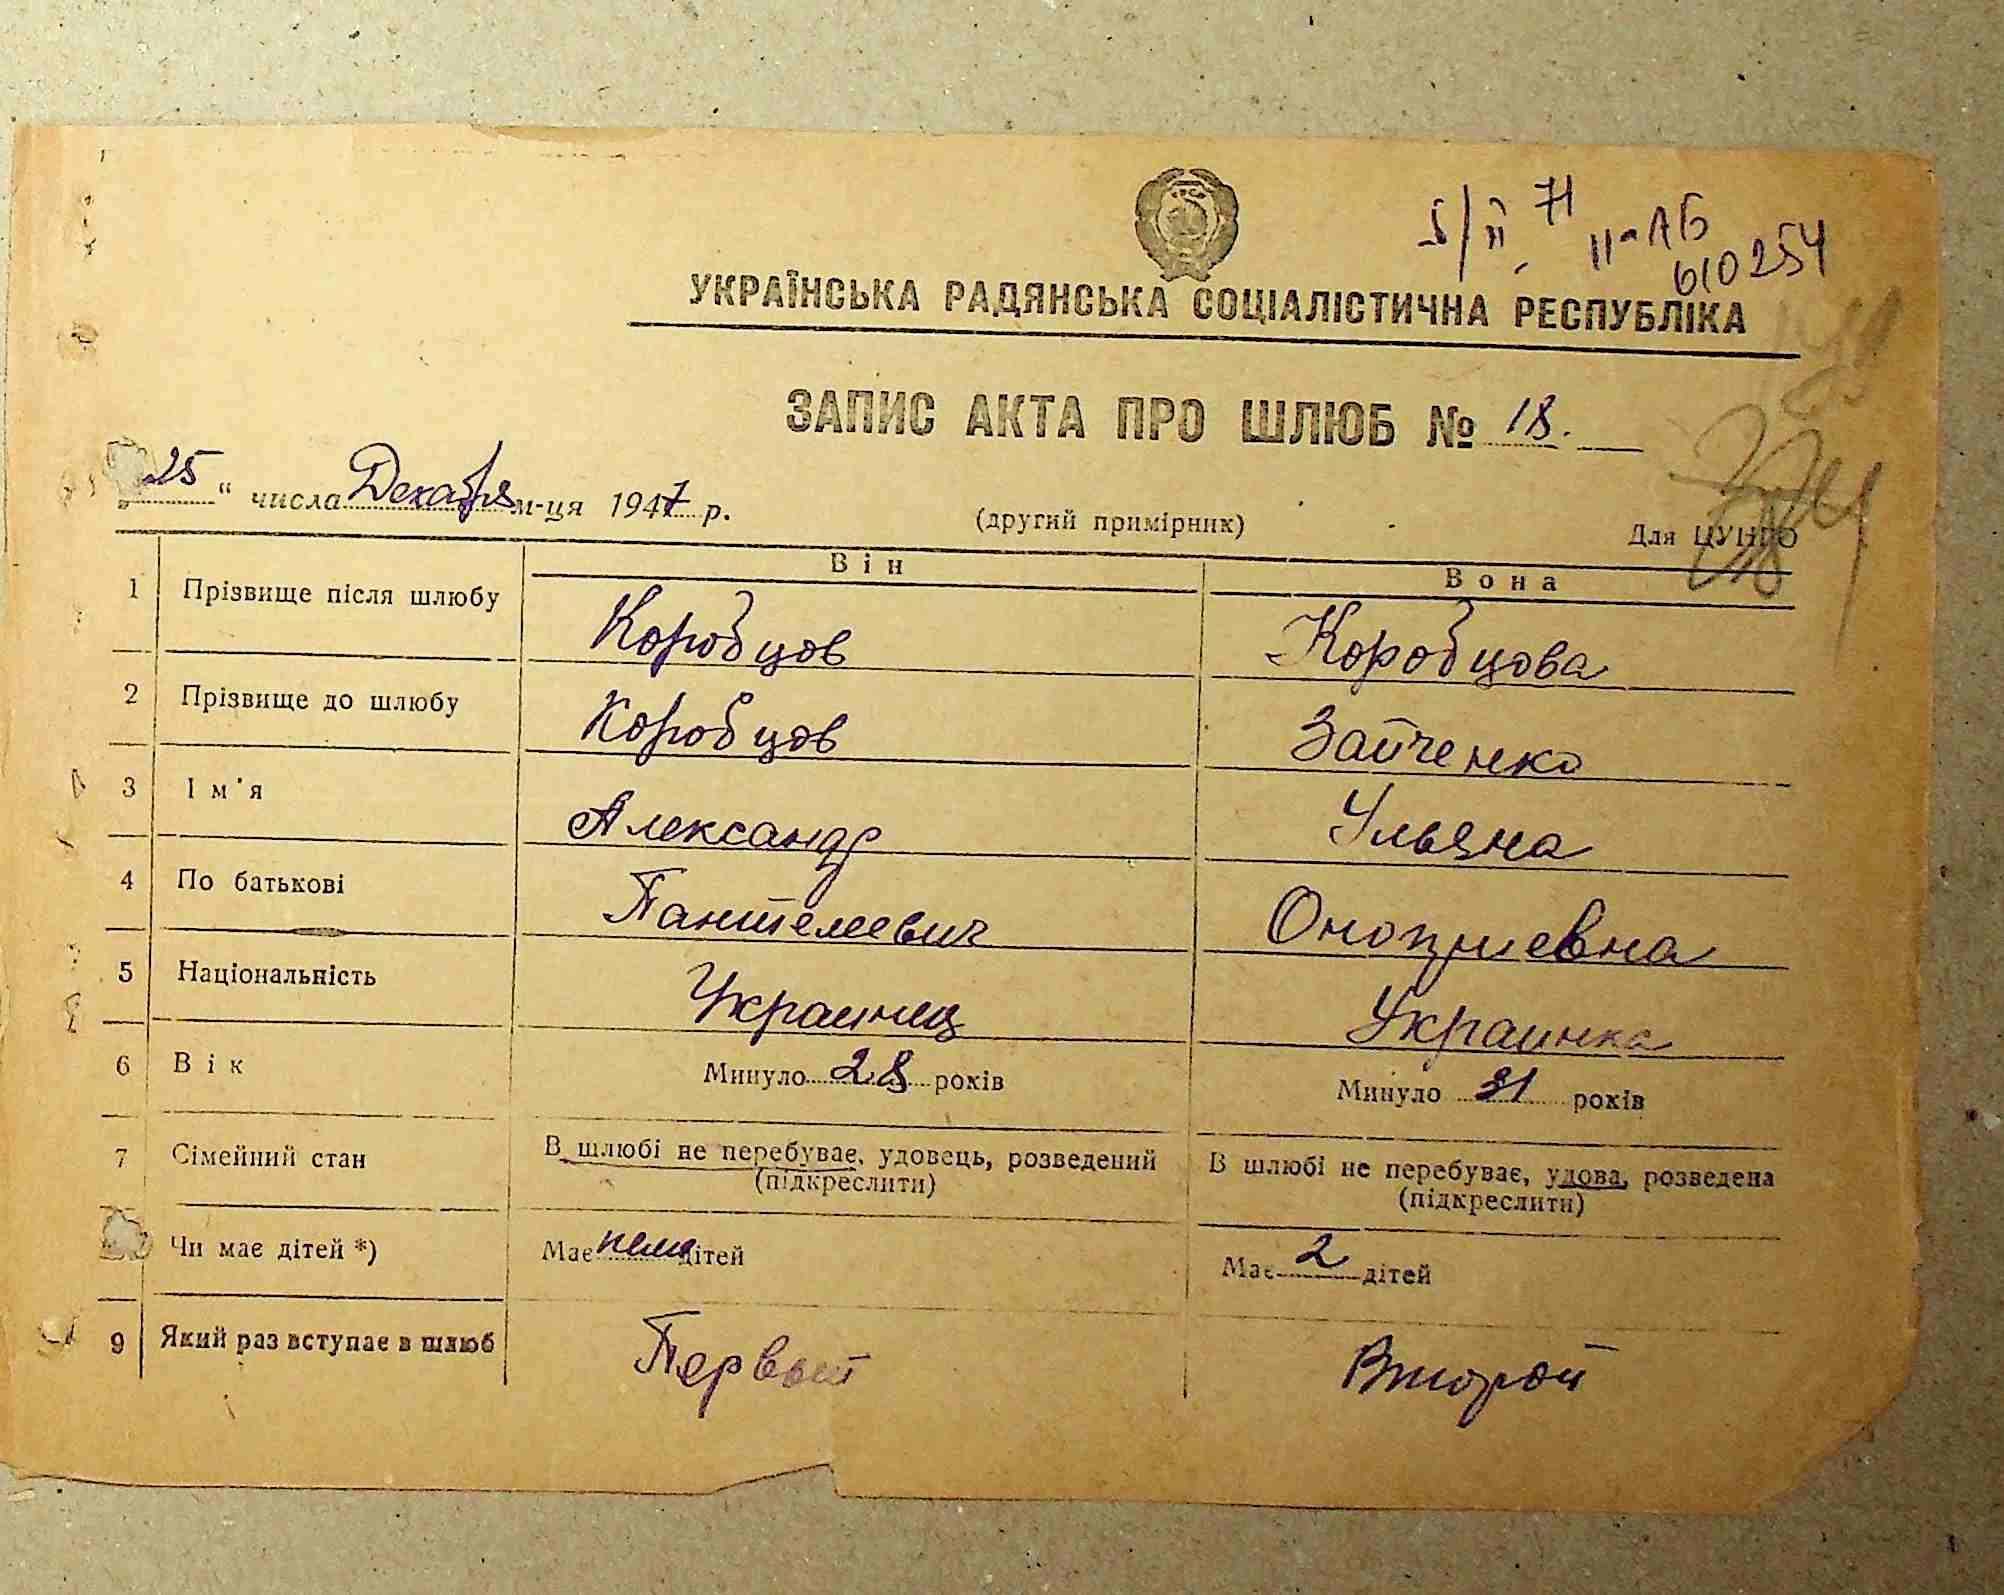 5/II 71 II-АБ
610254
УКРАЇНСЬКА РАДЯНСЬКА СОЦІАЛІСТИЧНА РЕСПУБЛІКА
ЗАПИС АКТА ПРО ШЛЮБ № 18.
„25“ числа Декабря м-ця 1947 р.
(другий примірник) Для ЦУНГО
Він Вона
1 Прізвище після шлюбу Коробцов Коробцова
2 Прізвище до шлюбу Коробцов Зайченко
3 Ім'я Александр Ульяна
4 По батькові Пантелеевич Оноприевна
5 Національність Украинец Украинка
6 Вік Минуло 28 років Минуло 31 років
7 Сімейний стан В шлюбі не перебуває, удовець, розведений (підкреслити) В шлюбі не перебуває, удова, розведена (підкреслити)
Чи має дітей *) Має нема дітей Має 2 дітей
9 Який раз вступає в шлюб Первый Второй